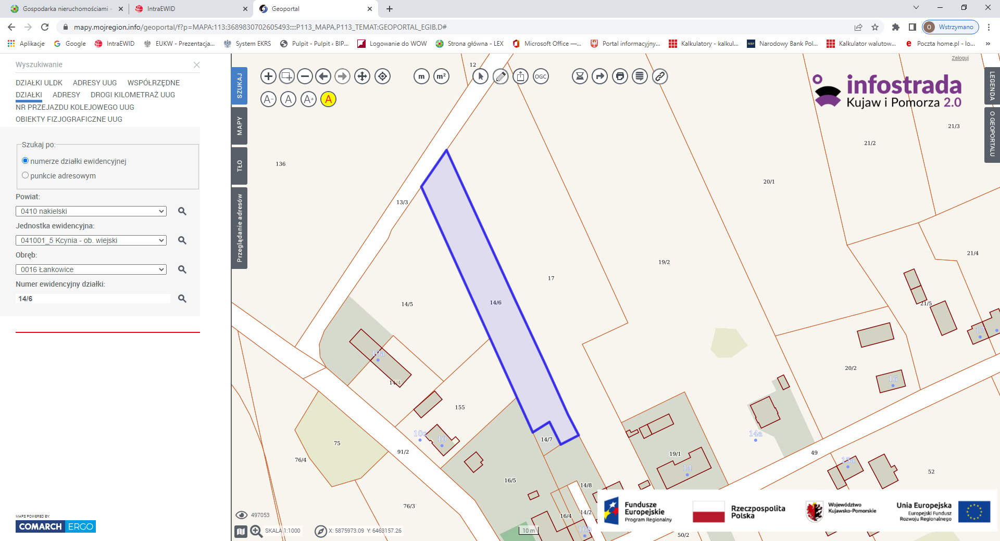 Gospodarka nieruchomościami -
IntraEWID
Geoportal
mapy.mojregion.info/geoportal/f?p=MAPA:113:3689830702605493::::P113_MAPA,P113_TEMAT:GEOPORTAL_EGIB,D#
O Wstrzymano
Aplikacje
Google
IntraEWID
EUKW - Prezentacja...
System EKRS
Pulpit - Pulpit ‹ BIP...
Logowanie do WOW
Strona główna - LEX
Microsoft Office —...
Portal informacyjny...
Kalkulatory - kalkul...
NBP Narodowy Bank Pol...
Kalkulator walutow...
Poczta home.pl - lo...
»
Wyszukiwanie
DZIAŁKI ULDK ADRESY UUG WSPÓŁRZĘDNE
DZIAŁKI ADRESY DROGI KILOMETRAŻ UUG
NR PRZEJAZDU KOLEJOWEGO UUG
OBIEKTY FIZJOGRAFICZNE UUG
Szukaj po:
numerze działki ewidencyjnej
punkcie adresowym
Powiat:
0410 nakielski
Jednostka ewidencyjna:
041001_5 Kcynia - ob. wiejski
Obręb:
0016 Łankowice
Numer ewidencyjny działki:
14/6
MAPS POWERED BY:
COMARCH ERGO
SZUKAJ
MAPY
TŁO
Przeglądanie adresów
m m² OGC
A- A A+ A
Zaloguj
LEGENDA
O GEOPORTALU
infostrada
Kujaw i Pomorza 2.0
12
21/3
21/2
136
20/1
13/3
21/4
19/2
17
14/6
14/5
21/5
17
10a
20/2
16
14/4
155
10c
10
14a
14/7
75
91/2
76/4
19/1
49
15a
14
52
16/5
14/8
76/3
14/2
16/4
10b
50/2
497053
SKALA 1:1000
X: 5875973.09 Y: 6463157.26
10 m
Fundusze
Europejskie
Program Regionalny
Rzeczpospolita
Polska
Województwo
Kujawsko-Pomorskie
Unia Europejska
Europejski Fundusz
Rozwoju Regionalnego